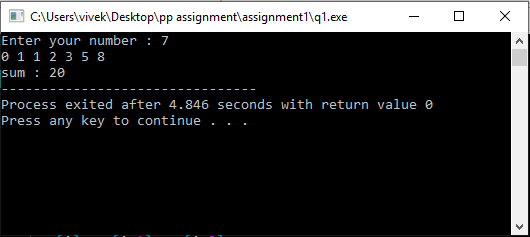 C:\Users\vivek\Desktop\pp assignment\assignment1\q1.exe
Enter your number : 7
0 1 1 2 3 5 8
sum : 20
--------------------------------
Process exited after 4.846 seconds with return value 0
Press any key to continue . . .